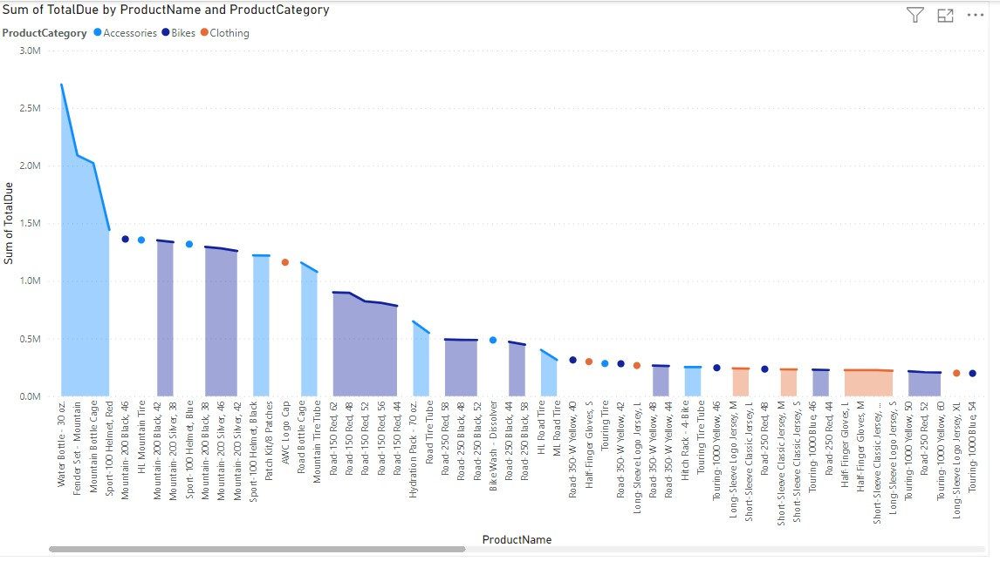 Sum of TotalDue by ProductName and ProductCategory
ProductCategory Accessories Bikes Clothing
3.0M
2.5M
2.0M
1.5M
1.0M
0.5M
0.0M
Sum of TotalDue
Water Bottle - 30 oz.
Fender Set - Mountain
Mountain Bottle Cage
Sport-100 Helmet, Red
Mountain-200 Black, 46
HL Mountain Tire
Mountain-200 Black, 42
Mountain-200 Silver, 38
Sport-100 Helmet, Blue
Mountain-200 Black, 38
Mountain-200 Silver, 46
Mountain-200 Silver, 42
Sport-100 Helmet, Black
Patch Kit/8 Patches
AWC Logo Cap
Road Bottle Cage
Mountain Tire Tube
Road-150 Red, 62
Road-150 Red, 48
Road-150 Red, 52
Road-150 Red, 56
Road-150 Red, 44
Hydration Pack - 70 oz.
Road Tire Tube
Road-250 Red, 58
Road-250 Black, 48
Road-250 Black, 52
Bike Wash - Dissolver
Road-250 Black, 44
Road-250 Black, 58
HL Road Tire
ML Road Tire
Road-350-W Yellow, 40
Half-Finger Gloves, S
Touring Tire
Road-350-W Yellow, 42
Long-Sleeve Logo Jersey, L
Road-350-W Yellow, 48
Road-350-W Yellow, 44
Hitch Rack - 4-Bike
Touring Tire Tube
Touring-1000 Yellow, 46
Long-Sleeve Logo Jersey, M
Short-Sleeve Classic Jersey, L
Road-250 Red, 48
Short-Sleeve Classic Jersey, M
Short-Sleeve Classic Jersey, S
Touring-1000 Blue, 46
Road-250 Red, 44
Half-Finger Gloves, L
Half-Finger Gloves, M
Short-Sleeve Classic Jersey, ...
Long-Sleeve Logo Jersey, S
Touring-1000 Yellow, 50
Road-250 Red, 52
Touring-1000 Yellow, 60
Long-Sleeve Logo Jersey, XL
Touring-1000 Blue, 54
ProductName